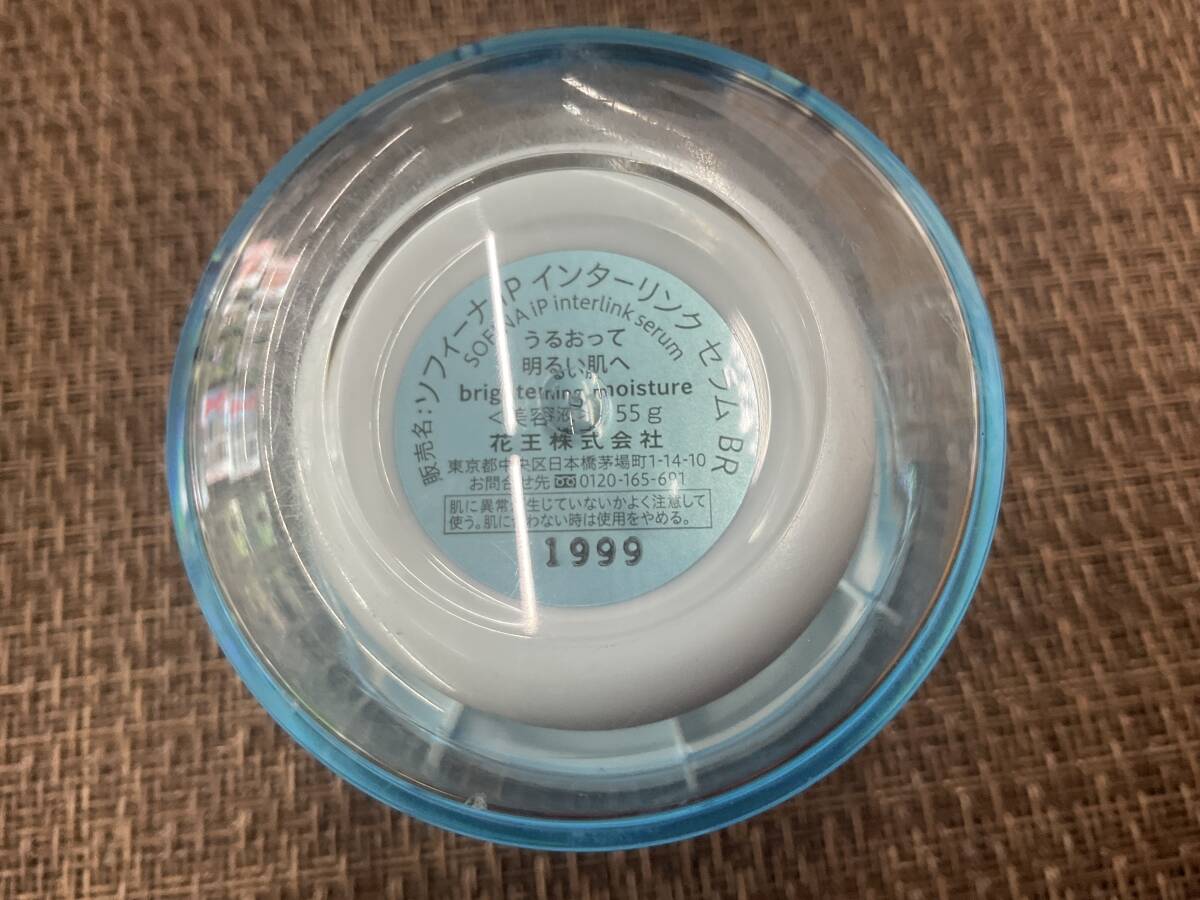 販売名:ソフィーナ iP インターリンク セラム BR
SOFINA iP interlink serum
うるおって
明るい肌へ
brightening moisture
<美容液> 55g
花王株式会社
東京都中央区日本橋茅場町1-14-10
お問合せ先 0120-165-691
肌に異常が生じていないかよく注意して
使う。肌に合わない時は使用をやめる。
1999